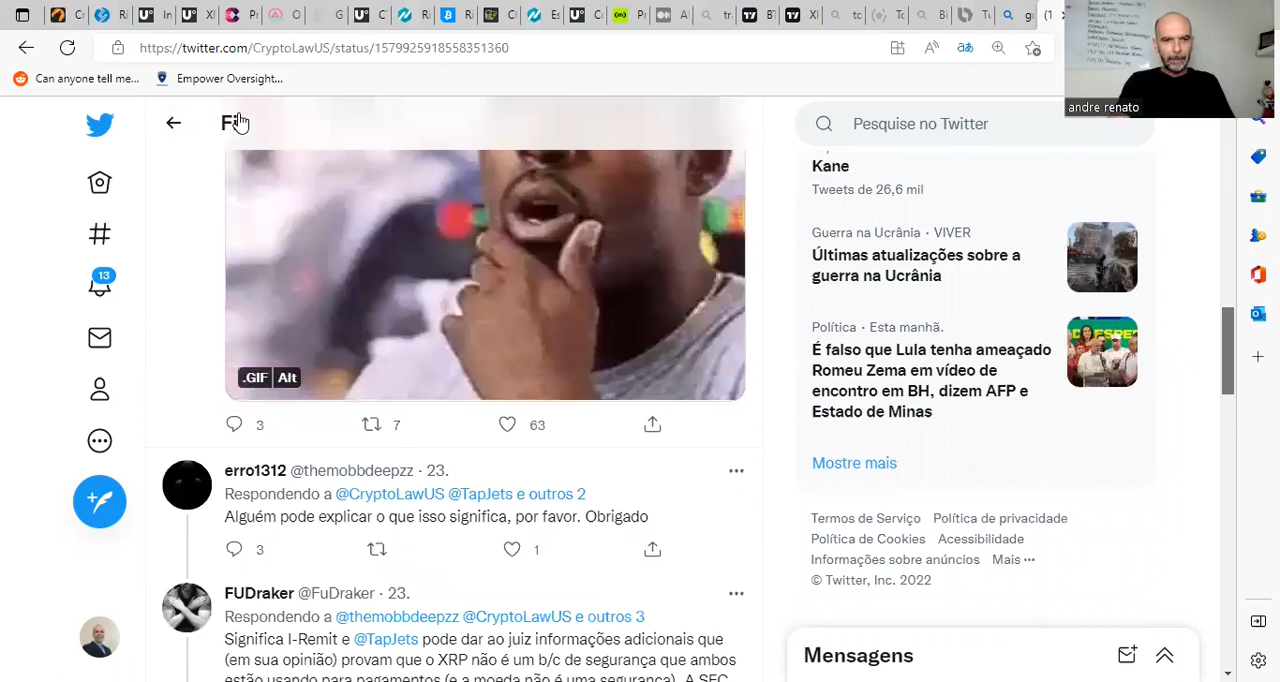 https://twitter.com/CryptoLawUS/status/1579925918558351360
Can anyone tell me...
Empower Oversight...
andre renato
Pesquise no Twitter
Kane
Tweets de 26,6 mil
Guerra na Ucrânia · VIVER
Últimas atualizações sobre a
guerra na Ucrânia
Política · Esta manhã.
É falso que Lula tenha ameaçado
Romeu Zema em vídeo de
encontro em BH, dizem AFP e
Estado de Minas
Mostre mais
Termos de Serviço Política de privacidade
Política de Cookies Acessibilidade
Informações sobre anúncios Mais ···
© Twitter, Inc. 2022
Mensagens
13
.GIF Alt
3 7 63
erro1312 @themobbdeepzz · 23.
Respondendo a @CryptoLawUS @TapJets e outros 2
Alguém pode explicar o que isso significa, por favor. Obrigado
3 1
FUDraker @FuDraker · 23.
Respondendo a @themobbdeepzz @CryptoLawUS e outros 3
Significa I-Remit e @TapJets pode dar ao juiz informações adicionais que
(em sua opinião) provam que o XRP não é um b/c de segurança que ambos
estão usando para pagamentos (e a moeda não é uma segurança). A SEC